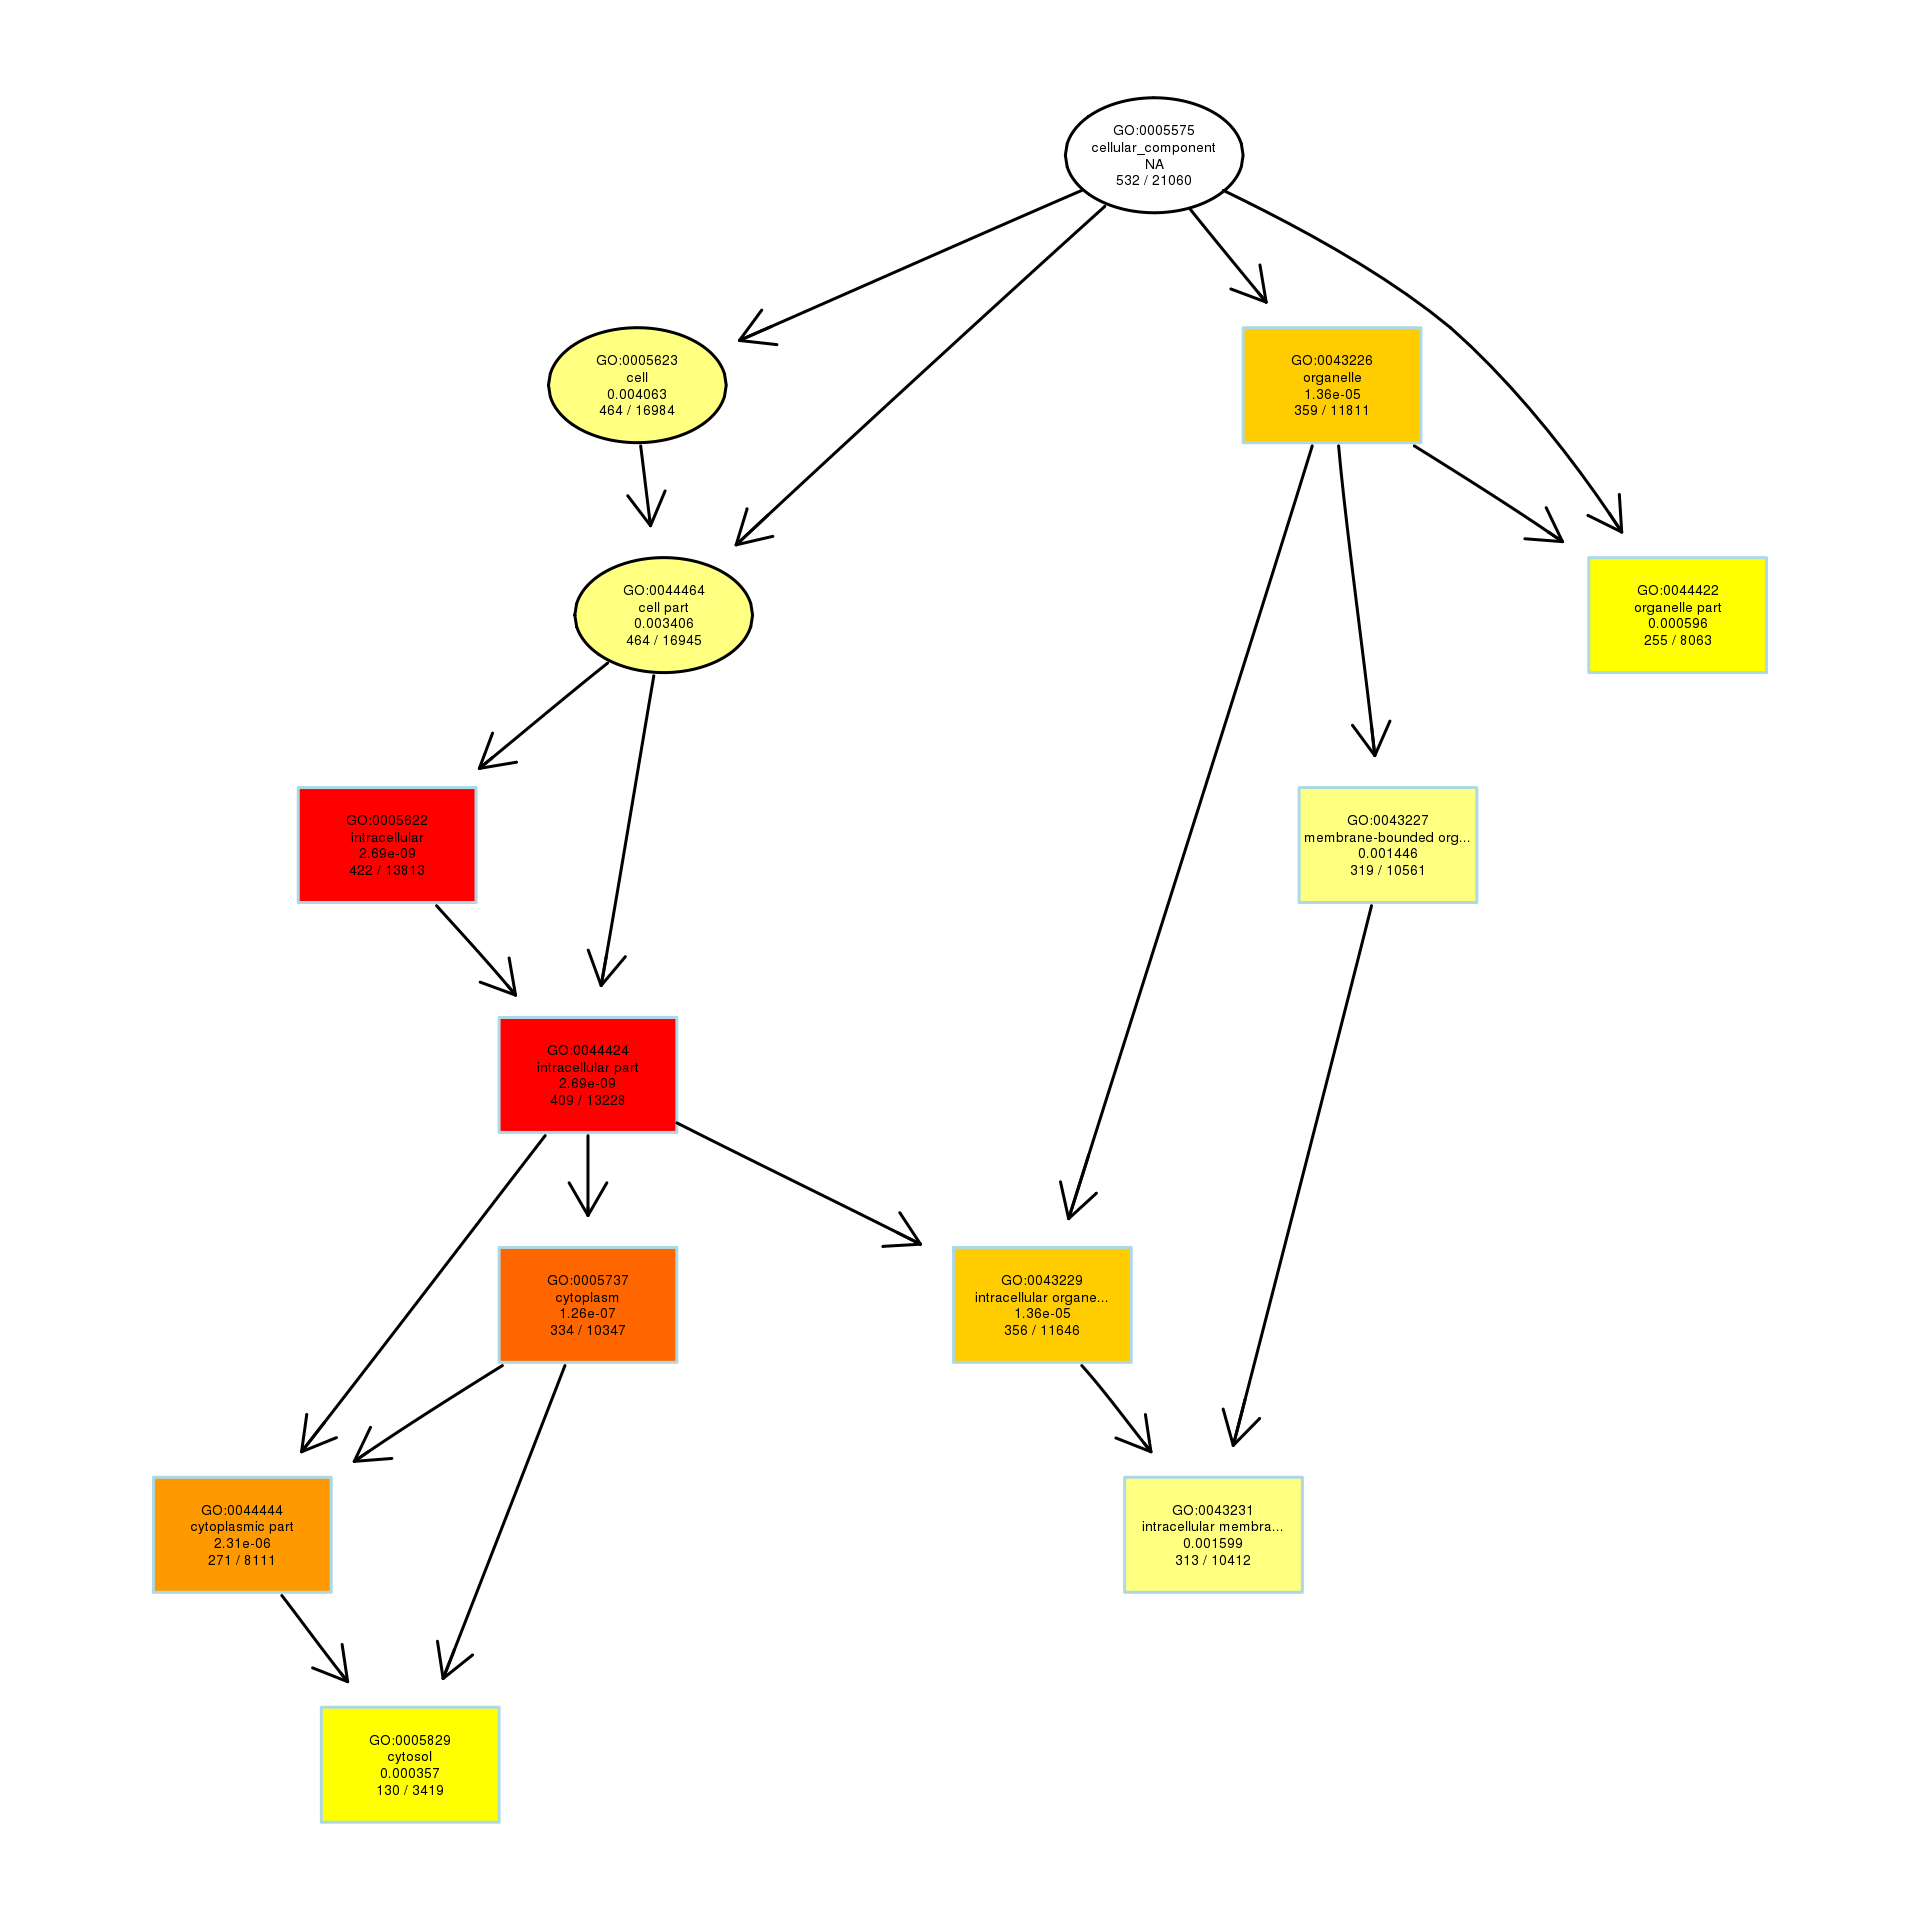 GO:0005575
cellular_component
NA
532 / 21060
GO:0005623
cell
0.004063
464 / 16984
GO:0043226
organelle
1.36e-05
359 / 11811
GO:0044464
cell part
0.003406
464 / 16945
GO:0044422
organelle part
0.000596
255 / 8063
GO:0005622
intracellular
2.69e-09
422 / 13813
GO:0043227
membrane-bounded org...
0.001446
319 / 10561
GO:0044424
intracellular part
2.69e-09
409 / 13228
GO:0005737
cytoplasm
1.26e-07
334 / 10347
GO:0043229
intracellular organe...
1.36e-05
356 / 11646
GO:0044444
cytoplasmic part
2.31e-06
271 / 8111
GO:0043231
intracellular membra...
0.001599
313 / 10412
GO:0005829
cytosol
0.000357
130 / 3419